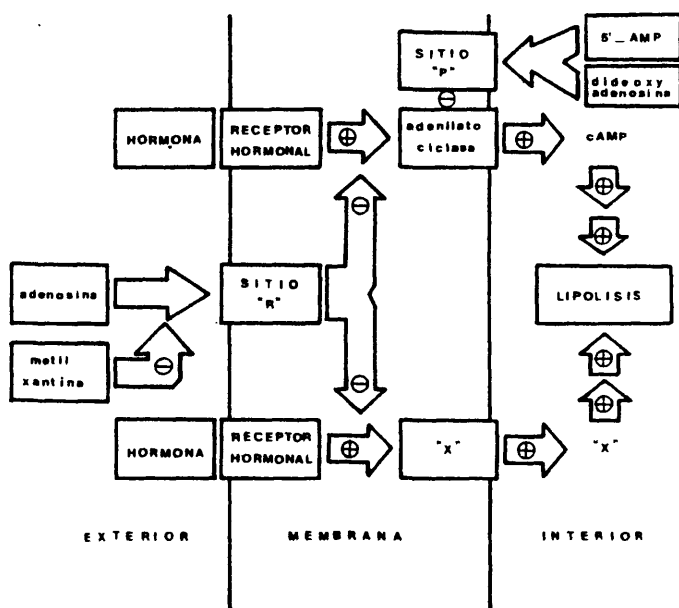 5'_AMP
SITIO
"P"
dideoxy
adenosina
⊖
HORMONA
RECEPTOR
HORMONAL
⊕
adenilato
ciclasa
⊕
cAMP
⊖
⊕
⊕
adenosina
SITIO
"R"
LIPOLISIS
metil
xantina
⊖
⊖
⊕
⊕
HORMONA
RECEPTOR
HORMONAL
⊕
"X"
⊕
"X"
EXTERIOR
MEMBRANA
INTERIOR